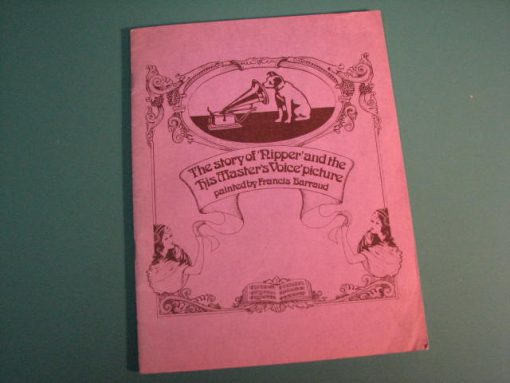 The story of 'Nipper' and the
'His Master's Voice' picture
painted by Francis Barraud